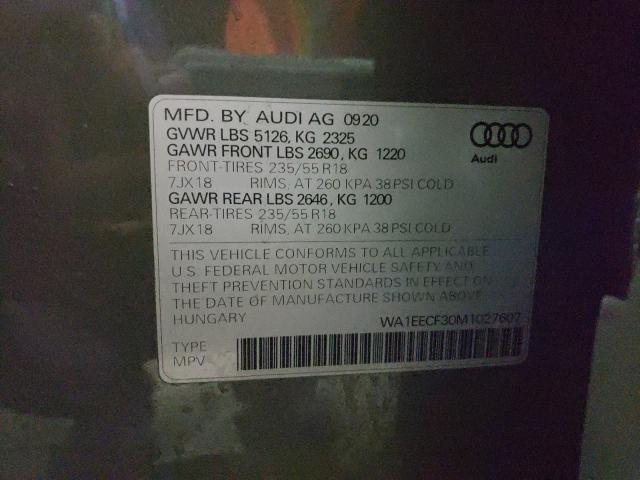 MFD. BY AUDI AG 0920
GVWR LBS 5126, KG 2325
GAWR FRONT LBS 2690, KG 1220
FRONT-TIRES 235/55 R18
7JX18 RIMS, AT 260 KPA 38 PSI COLD
GAWR REAR LBS 2646, KG 1200
REAR-TIRES 235/55 R18
7JX18 RIMS, AT 260 KPA 38 PSI COLD
Audi
THIS VEHICLE CONFORMS TO ALL APPLICABLE
U.S. FEDERAL MOTOR VEHICLE SAFETY AND
THEFT PREVENTION STANDARDS IN EFFECT ON
THE DATE OF MANUFACTURE SHOWN ABOVE
HUNGARY WA1EECF30M1027607
TYPE
MPV